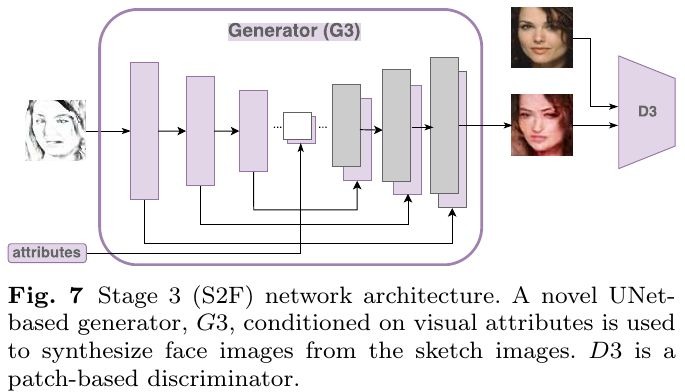 Generator (G3)
D3
...
...
attributes
Fig. 7 Stage 3 (S2F) network architecture. A novel UNet-
based generator, G3, conditioned on visual attributes is used
to synthesize face images from the sketch images. D3 is a
patch-based discriminator.